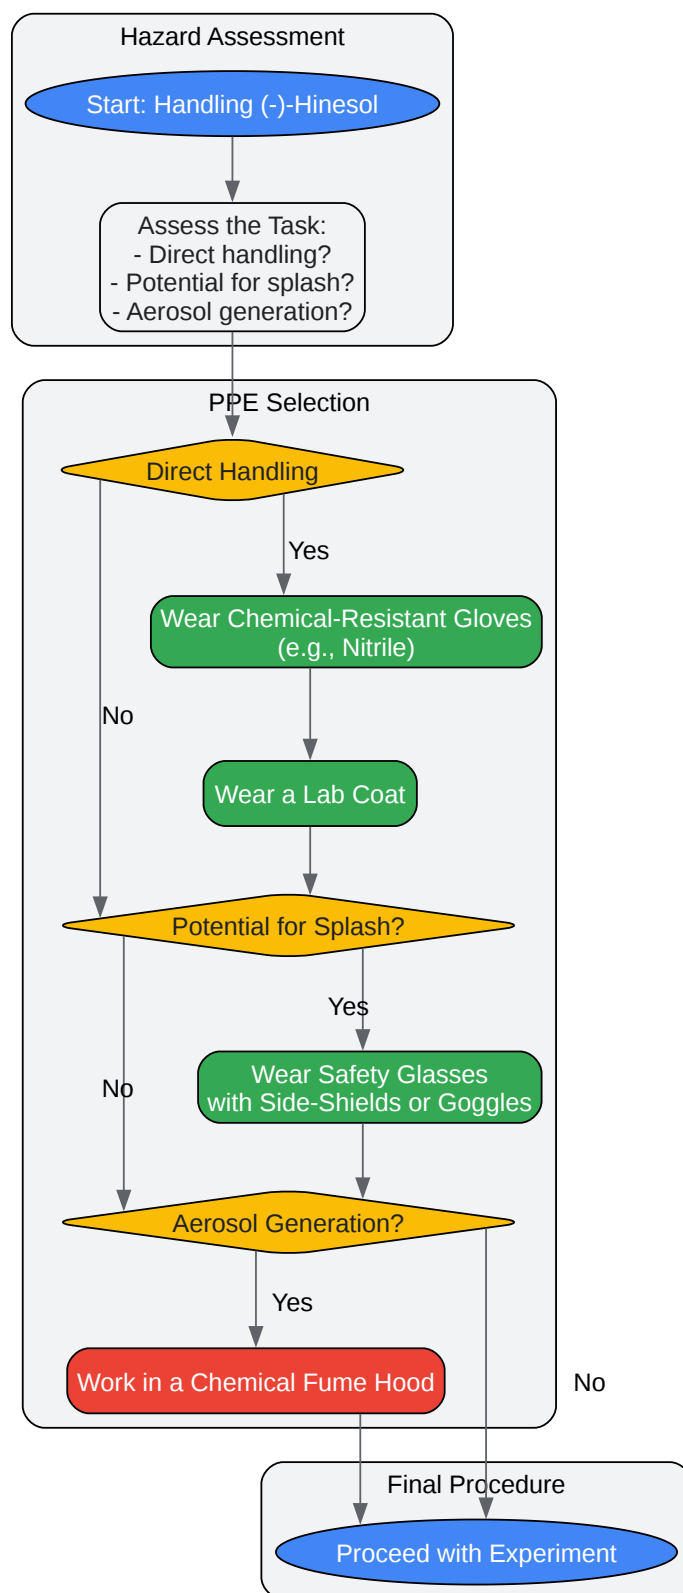 Hazard Assessment
Start: Handling (-)-Hinesol
Assess the Task:
- Direct handling?
- Potential for splash?
- Aerosol generation?
PPE Selection
Direct Handling
Yes
Wear Chemical-Resistant Gloves
(e.g., Nitrile)
No
Wear a Lab Coat
Potential for Splash?
Yes
Wear Safety Glasses
with Side-Shields or Goggles
No
Aerosol Generation?
Yes
Work in a Chemical Fume Hood
No
Final Procedure
Proceed with Experiment